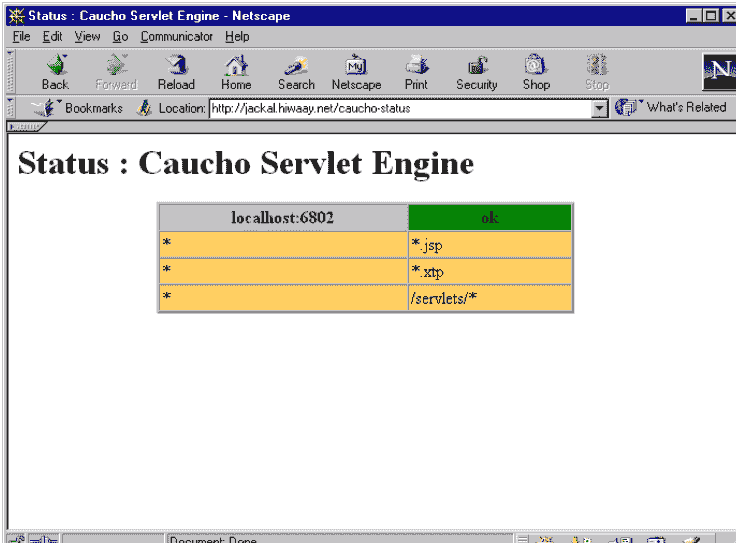 Status : Caucho Servlet Engine - Netscape
File Edit View Go Communicator Help
Back Forward Reload Home Search Netscape Print Security Shop Stop
My
N
Bookmarks Location: http://jackal.hiwaay.net/caucho-status What's Related
Status : Caucho Servlet Engine
localhost:6802 ok
* *.jsp
* *.xtp
* /servlets/*
Document: Done